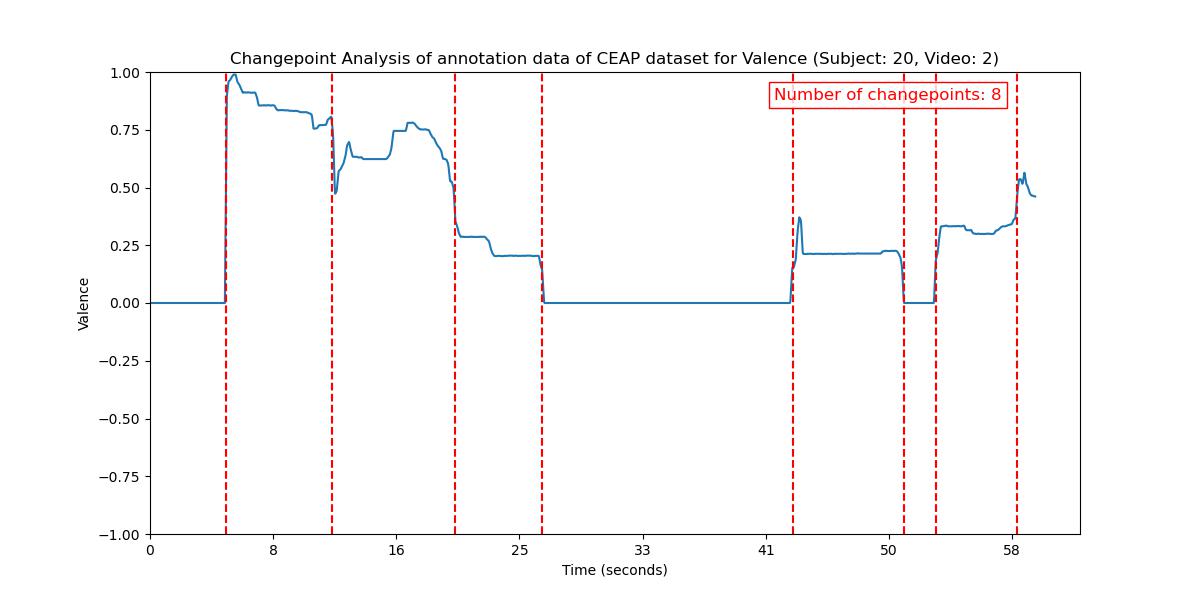 Changepoint Analysis of annotation data of CEAP dataset for Valence (Subject: 20, Video: 2)
Number of changepoints: 8
Valence
1.00
0.75
0.50
0.25
0.00
−0.25
−0.50
−0.75
−1.00
0 8 16 25 33 41 50 58
Time (seconds)